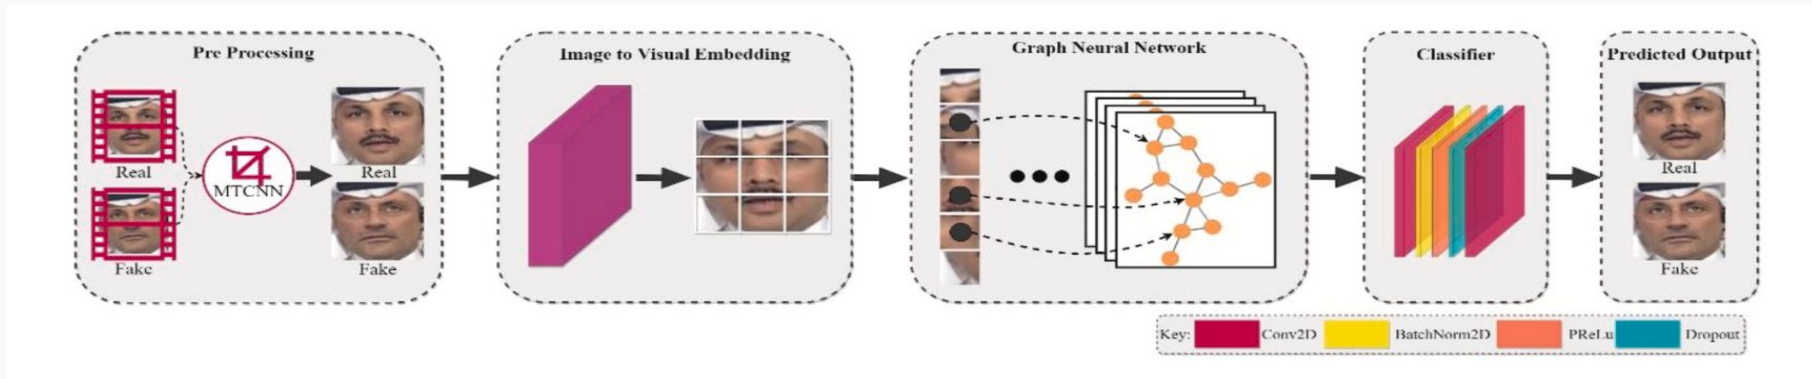 Pre Processing
Real
Fake
MTCNN
Real
Fake
Image to Visual Embedding
Graph Neural Network
Classifier
Predicted Output
Real
Fake
Key: Conv2D BatchNorm2D PReLu Dropout